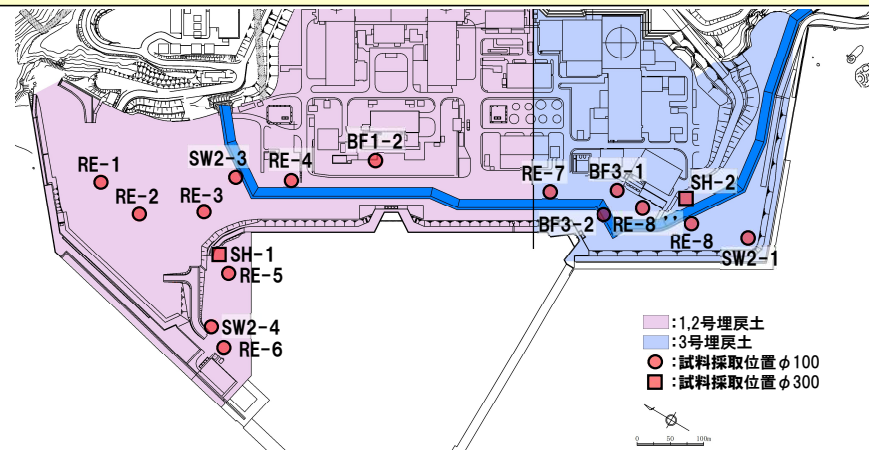 BF1-2
SW2-3
RE-4
RE-1
RE-2
RE-3
RE-7
BF3-1
SH-2
BF3-2
RE-8''
RE-8
SW2-1
SH-1
RE-5
SW2-4
RE-6
:1,2号埋戻土
:3号埋戻土
:試料採取位置φ100
:試料採取位置φ300
0 50 100m